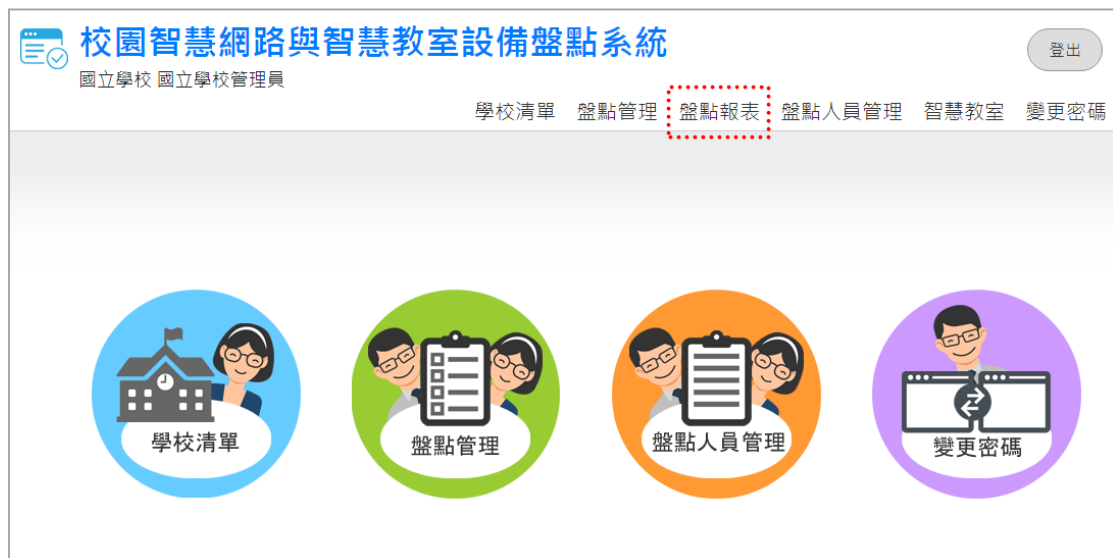 校園智慧網路與智慧教室設備盤點系統
登出
國立學校 國立學校管理員
學校清單 盤點管理 盤點報表 盤點人員管理 智慧教室 變更密碼
學校清單
盤點管理
盤點人員管理
變更密碼